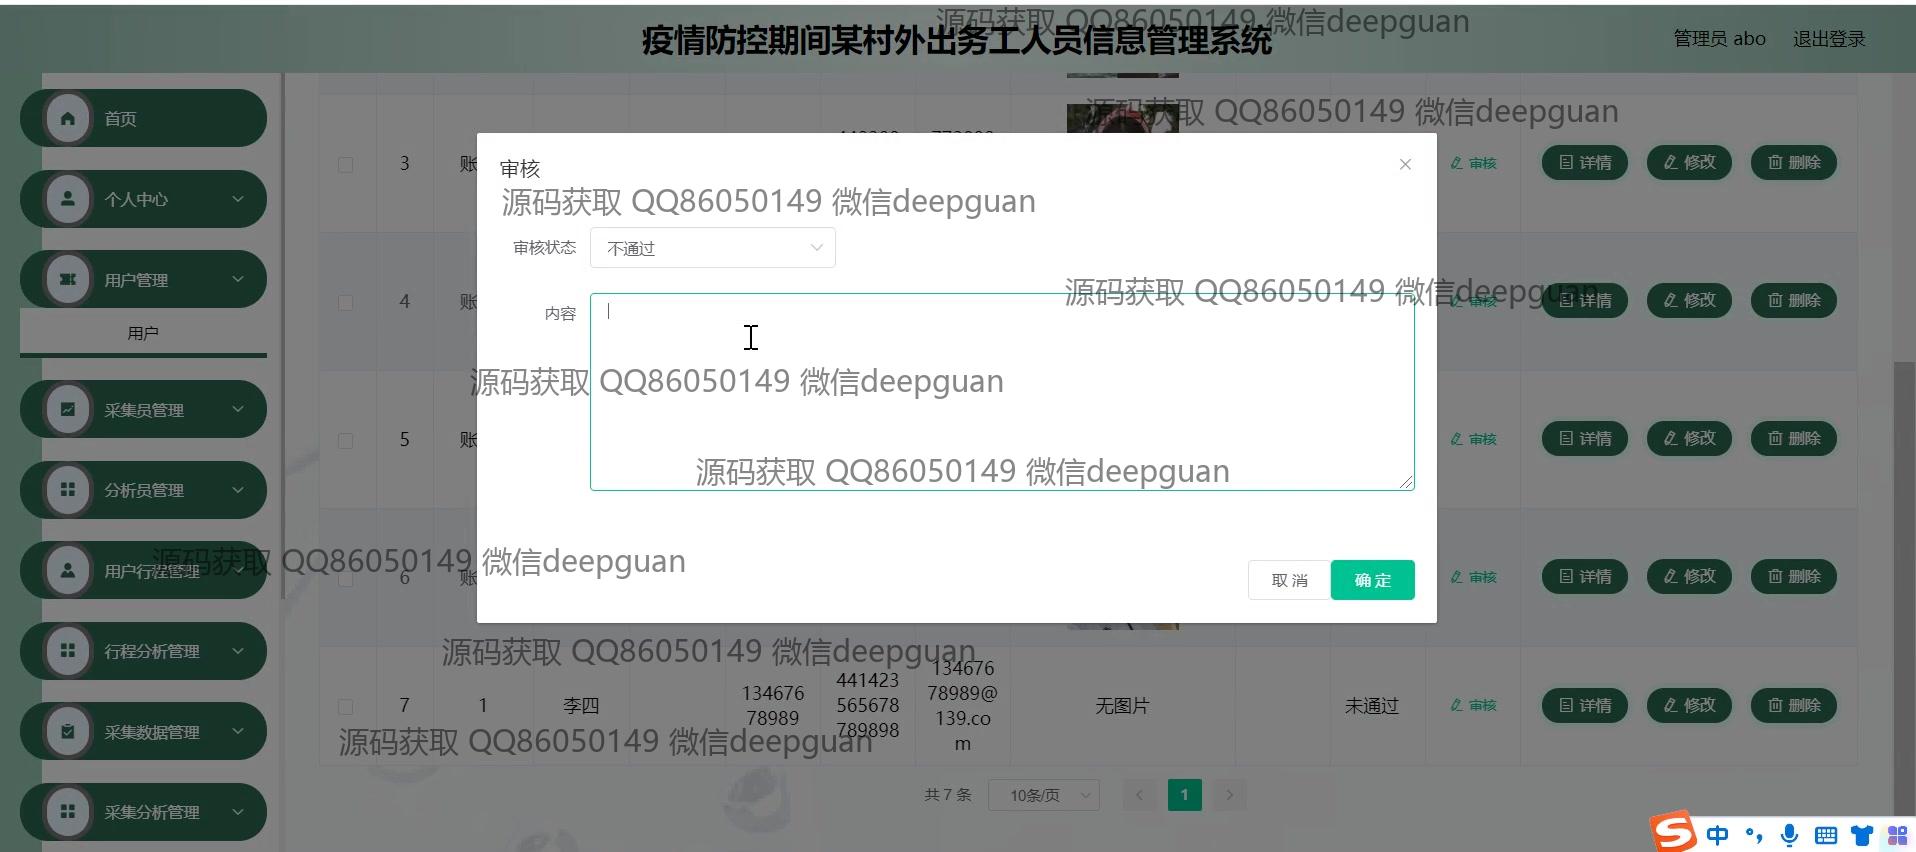 源码获取 QQ86050149 微信deepguan
疫情防控期间某村外出务工人员信息管理系统
管理员 abo
退出登录
首页
个人中心
用户管理
用户
采集员管理
分析员管理
用户行程管理
行程分析管理
采集数据管理
采集分析管理
源码获取 QQ86050149 微信deepguan
3
账
审核
详情
修改
删除
审核
源码获取 QQ86050149 微信deepguan
审核状态
不通过
源码获取 QQ86050149 微信deepguan
内容
4
账
审核
详情
修改
删除
源码获取 QQ86050149 微信deepguan
5
账
审核
详情
修改
删除
源码获取 QQ86050149 微信deepguan
源码获取 QQ86050149 微信deepguan
取消
确定
6
账
审核
详情
修改
删除
源码获取 QQ86050149 微信deepguan
7
1
李四
134676
78989
441423
565678
789898
134676
78989@
139.co
m
无图片
未通过
审核
详情
修改
删除
源码获取 QQ86050149 微信deepguan
共 7 条
10条/页
1
中